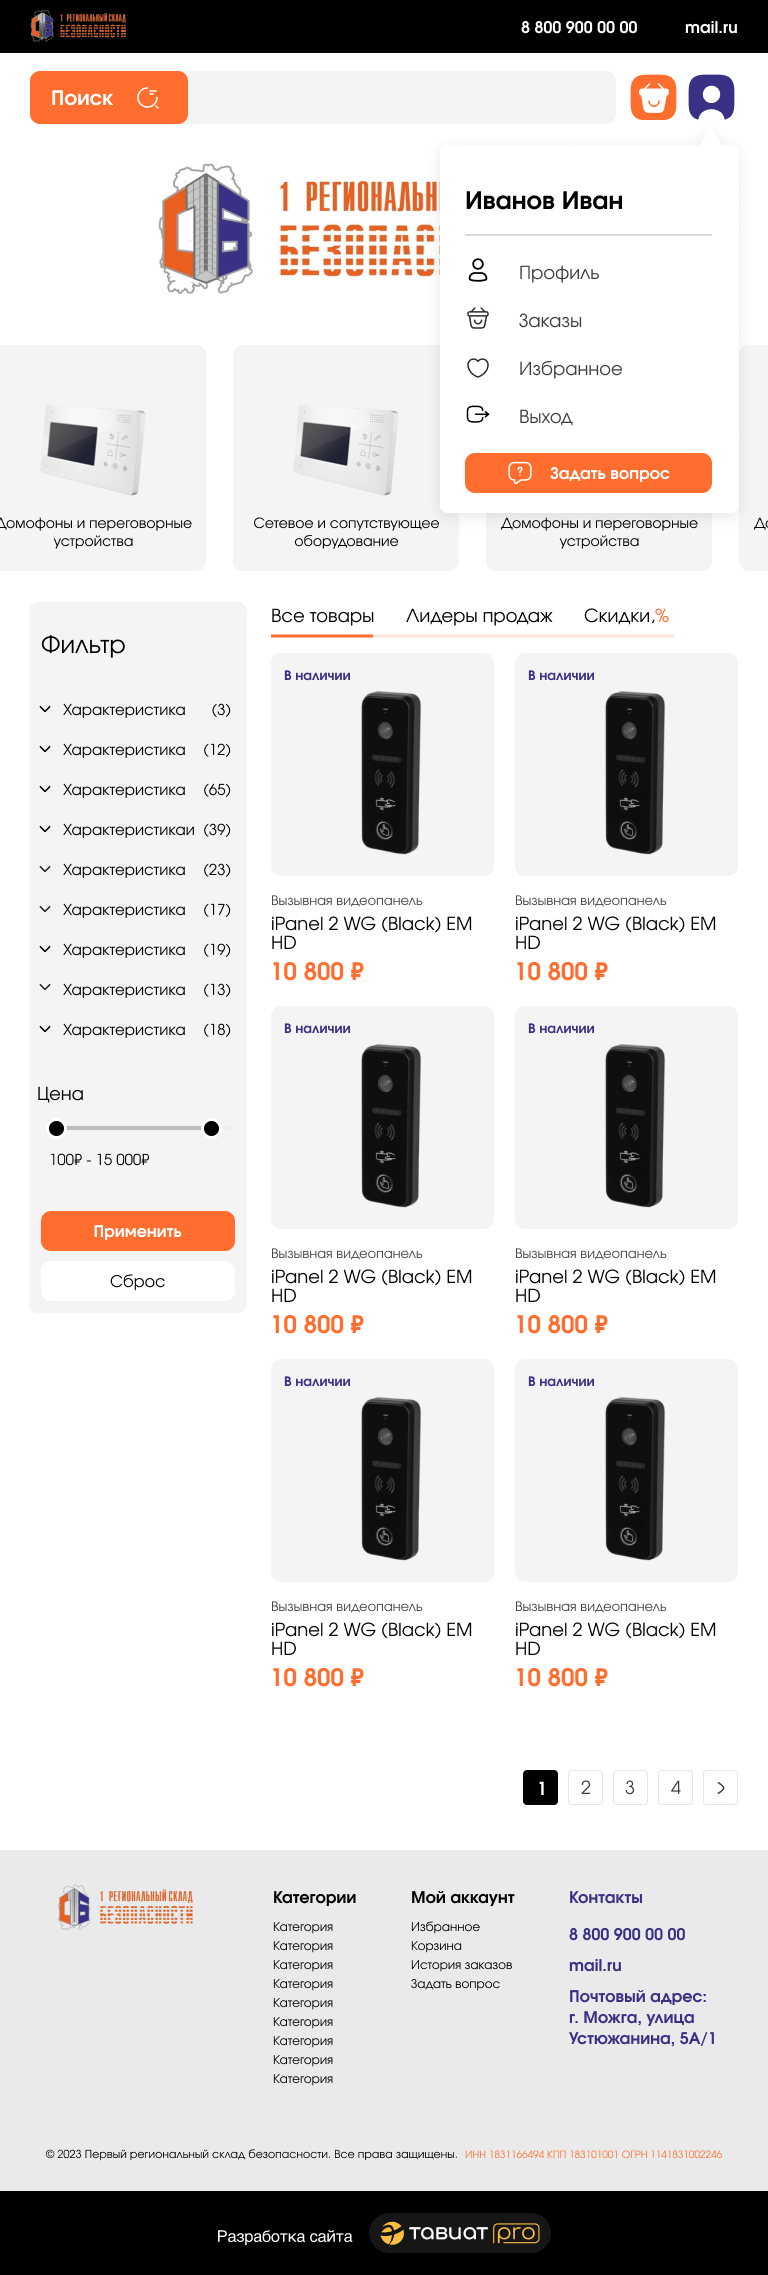 1 РЕГИОНАЛЬНЫЙ СКЛАД
БЕЗОПАСНОСТИ
8 800 900 00 00
mail.ru
Поиск
1 РЕГИОНАЛЬН
БЕЗОПАС
Иванов Иван
Профиль
Заказы
Избранное
Выход
Задать вопрос
Домофоны и переговорные
устройства
Сетевое и сопутствующее
оборудование
Домофоны и переговорные
устройства
До
Фильтр
Характеристика (3)
Характеристика (12)
Характеристика (65)
Характеристикаи (39)
Характеристика (23)
Характеристика (17)
Характеристика (19)
Характеристика (13)
Характеристика (18)
Цена
100₽ - 15 000₽
Применить
Сброс
Все товары
Лидеры продаж
Скидки,%
В наличии
Вызывная видеопанель
iPanel 2 WG (Black) EM
HD
10 800 ₽
В наличии
Вызывная видеопанель
iPanel 2 WG (Black) EM
HD
10 800 ₽
В наличии
Вызывная видеопанель
iPanel 2 WG (Black) EM
HD
10 800 ₽
В наличии
Вызывная видеопанель
iPanel 2 WG (Black) EM
HD
10 800 ₽
В наличии
Вызывная видеопанель
iPanel 2 WG (Black) EM
HD
10 800 ₽
В наличии
Вызывная видеопанель
iPanel 2 WG (Black) EM
HD
10 800 ₽
1
2
3
4
1 РЕГИОНАЛЬНЫЙ СКЛАД
БЕЗОПАСНОСТИ
Категории
Категория
Категория
Категория
Категория
Категория
Категория
Категория
Категория
Категория
Мой аккаунт
Избранное
Корзина
История заказов
Задать вопрос
Контакты
8 800 900 00 00
mail.ru
Почтовый адрес:
г. Можга, улица
Устюжанина, 5А/1
© 2023 Первый региональный склад безопасности. Все права защищены. ИНН 1831166494 КПП 183101001 ОГРН 1141831002246
Разработка сайта
ТАВИАТ pro